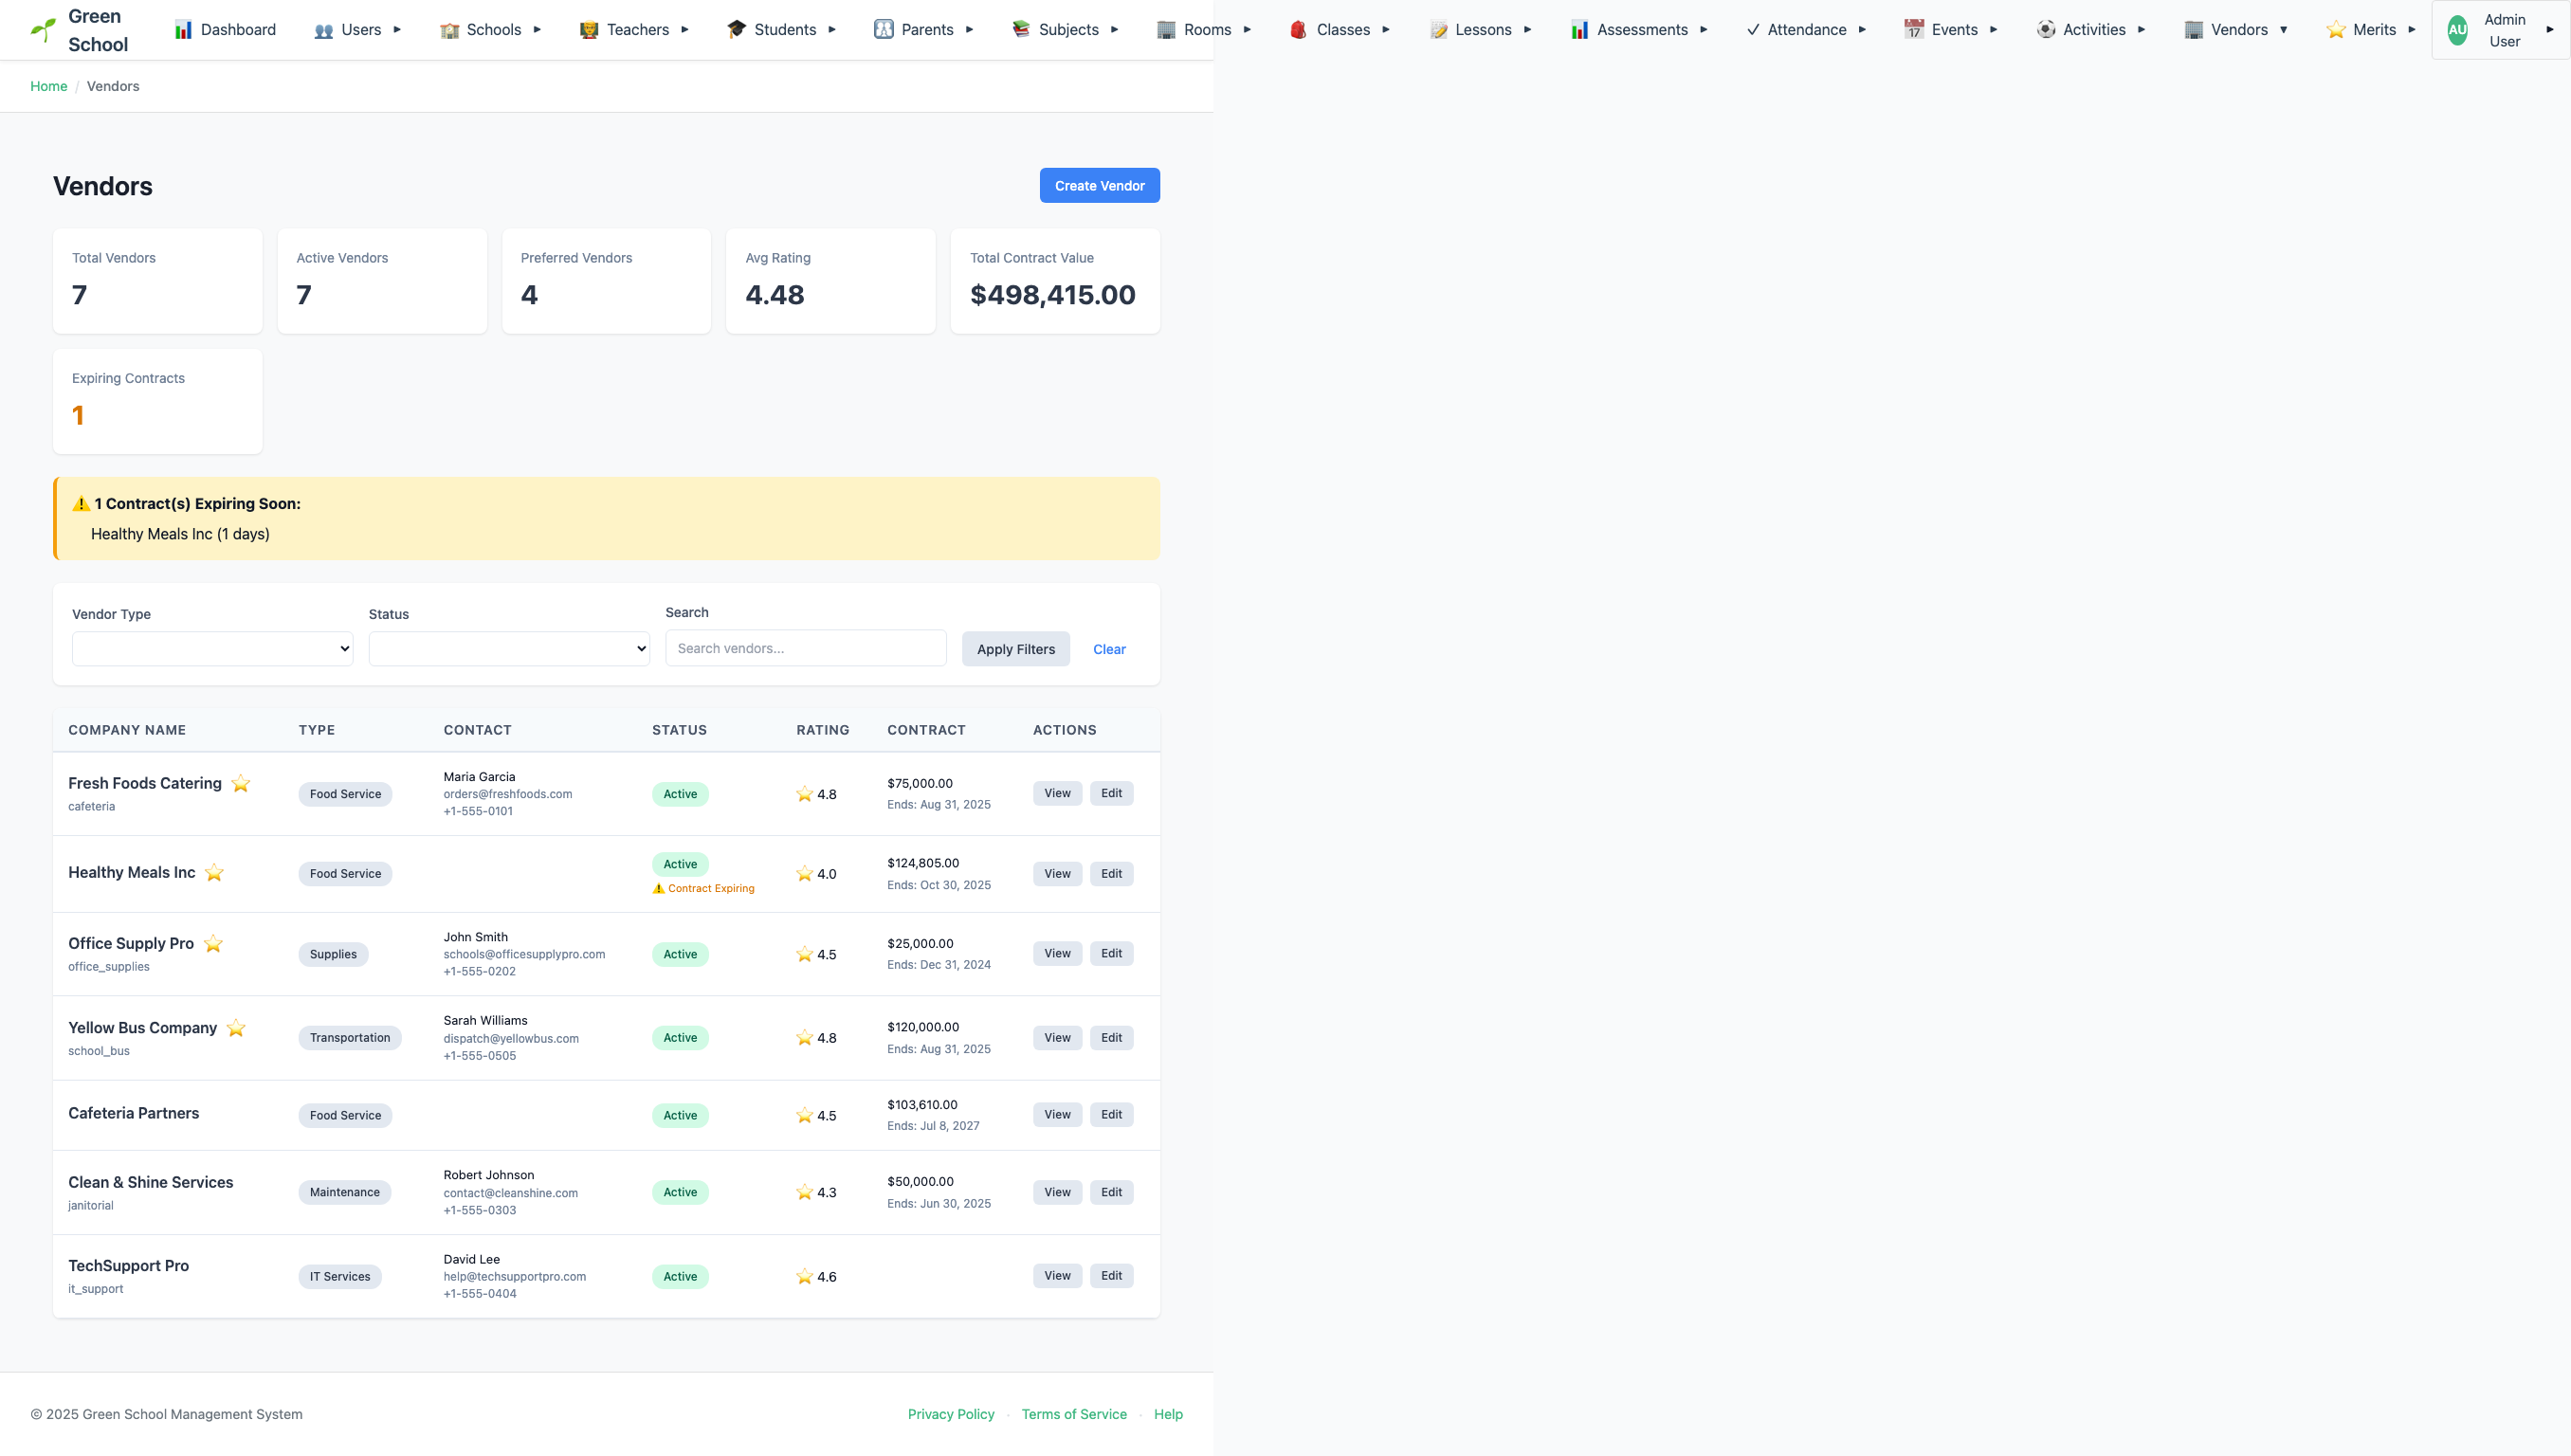 Green School
Dashboard
Users
Schools
Teachers
Students
Parents
Subjects
Rooms
Classes
Lessons
Assessments
Attendance
Events
Activities
Vendors
Merits
AU
Admin User
Home / Vendors
Vendors
Create Vendor
Total Vendors
7
Active Vendors
7
Preferred Vendors
4
Avg Rating
4.48
Total Contract Value
$498,415.00
Expiring Contracts
1
⚠️ 1 Contract(s) Expiring Soon:
Healthy Meals Inc (1 days)
Vendor Type
Status
Search
Search vendors...
Apply Filters
Clear
COMPANY NAME TYPE CONTACT STATUS RATING CONTRACT ACTIONS
Fresh Foods Catering
cafeteria
Food Service
Maria Garcia
orders@freshfoods.com
+1-555-0101
Active
4.8
$75,000.00
Ends: Aug 31, 2025
View Edit
Healthy Meals Inc
Food Service
Active
⚠️ Contract Expiring
4.0
$124,805.00
Ends: Oct 30, 2025
View Edit
Office Supply Pro
office_supplies
Supplies
John Smith
schools@officesupplypro.com
+1-555-0202
Active
4.5
$25,000.00
Ends: Dec 31, 2024
View Edit
Yellow Bus Company
school_bus
Transportation
Sarah Williams
dispatch@yellowbus.com
+1-555-0505
Active
4.8
$120,000.00
Ends: Aug 31, 2025
View Edit
Cafeteria Partners
Food Service
Active
4.5
$103,610.00
Ends: Jul 8, 2027
View Edit
Clean & Shine Services
janitorial
Maintenance
Robert Johnson
contact@cleanshine.com
+1-555-0303
Active
4.3
$50,000.00
Ends: Jun 30, 2025
View Edit
TechSupport Pro
it_support
IT Services
David Lee
help@techsupportpro.com
+1-555-0404
Active
4.6
View Edit
© 2025 Green School Management System
Privacy Policy · Terms of Service · Help